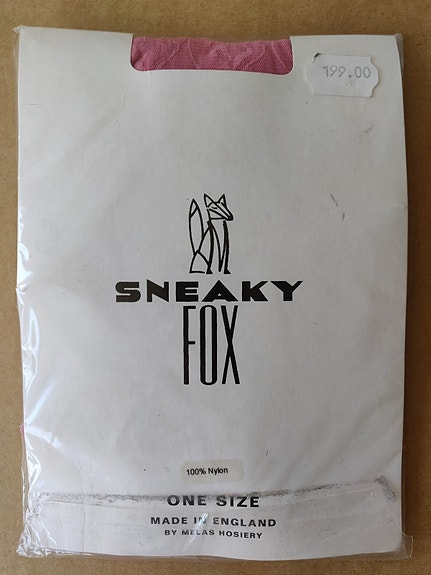 199.00
SNEAKY
FOX
100% Nylon
ONE SIZE
MADE IN ENGLAND
BY MELAS HOSIERY